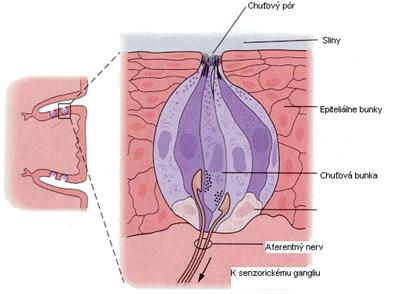 Chuťový pór
Sliny
Epiteliálne bunky
Chuťová bunka
Aferentný nerv
K senzorickému gangliu